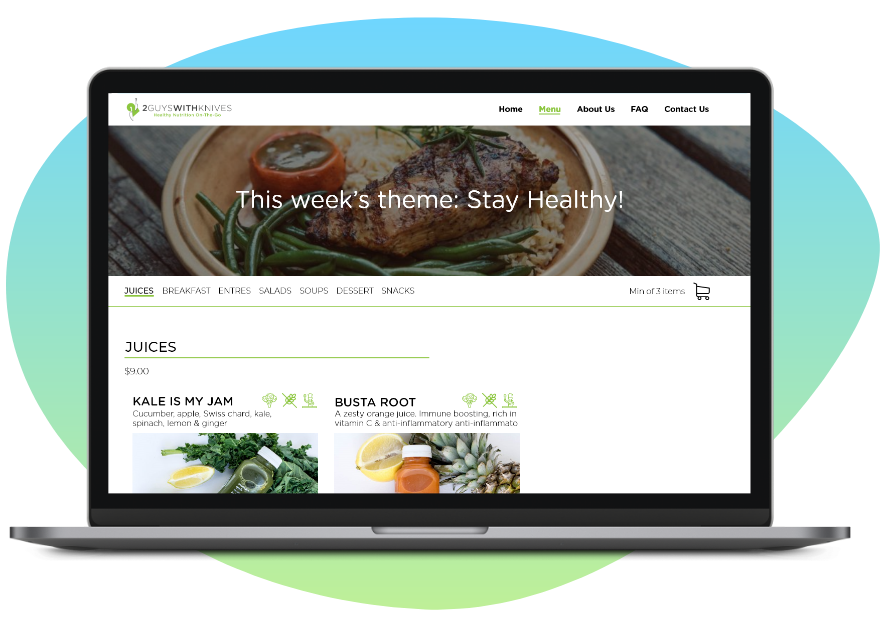 2GUYSWITHKNIVES
Healthy Nutrition On-The-Go
Home Menu About Us FAQ Contact Us
This week's theme: Stay Healthy!
JUICES BREAKFAST ENTRES SALADS SOUPS DESSERT SNACKS
Min of 3 items
JUICES
$9.00
KALE IS MY JAM
Cucumber, apple, Swiss chard, kale,
spinach, lemon & ginger
BUSTA ROOT
A zesty orange juice. Immune boosting, rich in
vitamin C & anti-inflammatory anti-inflammato